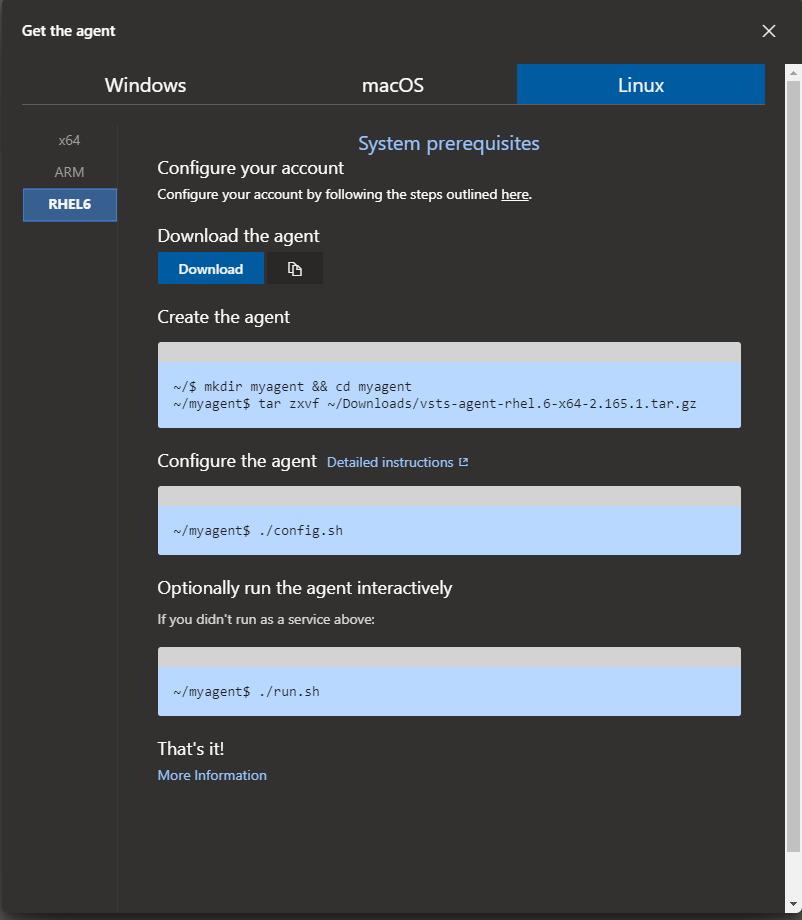 Get the agent
Windows
macOS
Linux
x64
ARM
RHEL6
System prerequisites
Configure your account
Configure your account by following the steps outlined here.
Download the agent
Download
Create the agent
~/$ mkdir myagent && cd myagent
~/myagent$ tar zxvf ~/Downloads/vsts-agent-rhel.6-x64-2.165.1.tar.gz
Configure the agent Detailed instructions
~/myagent$ ./config.sh
Optionally run the agent interactively
If you didn't run as a service above:
~/myagent$ ./run.sh
That's it!
More Information